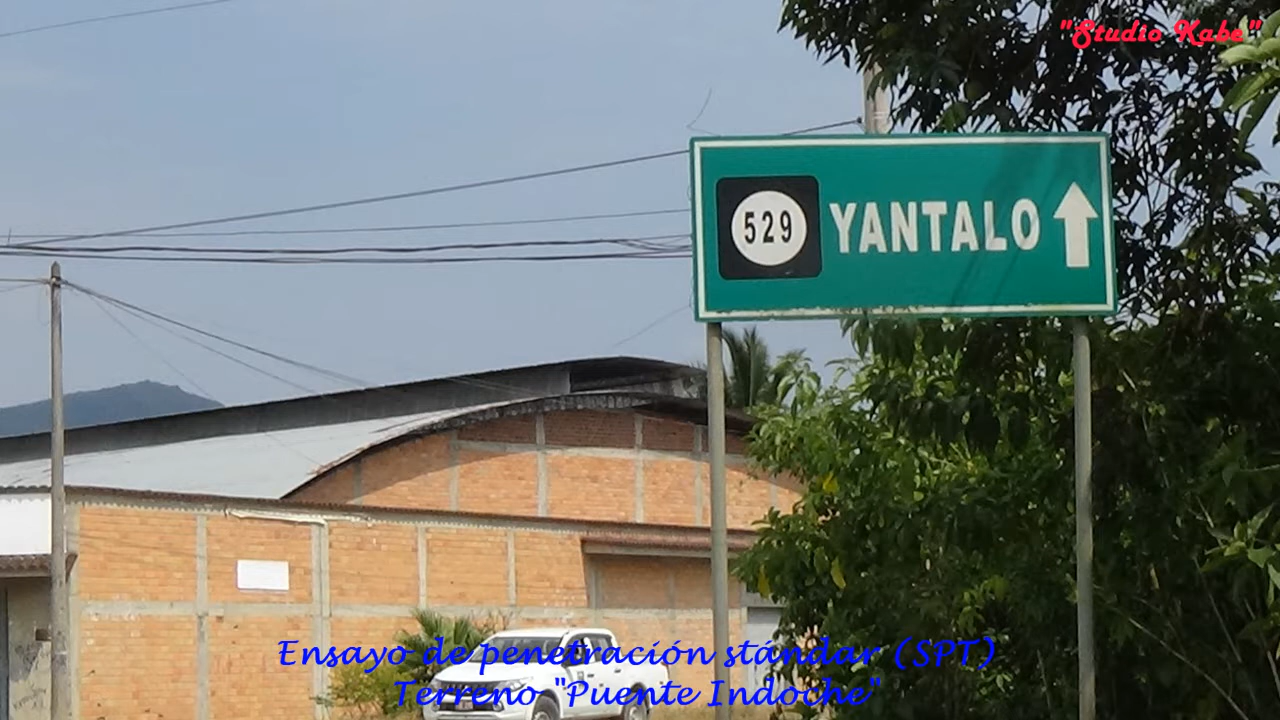 "Studio Kabe"
529 YANTALO
Ensayo de penetración stándar (SPT)
Terreno "Puente Indoche"